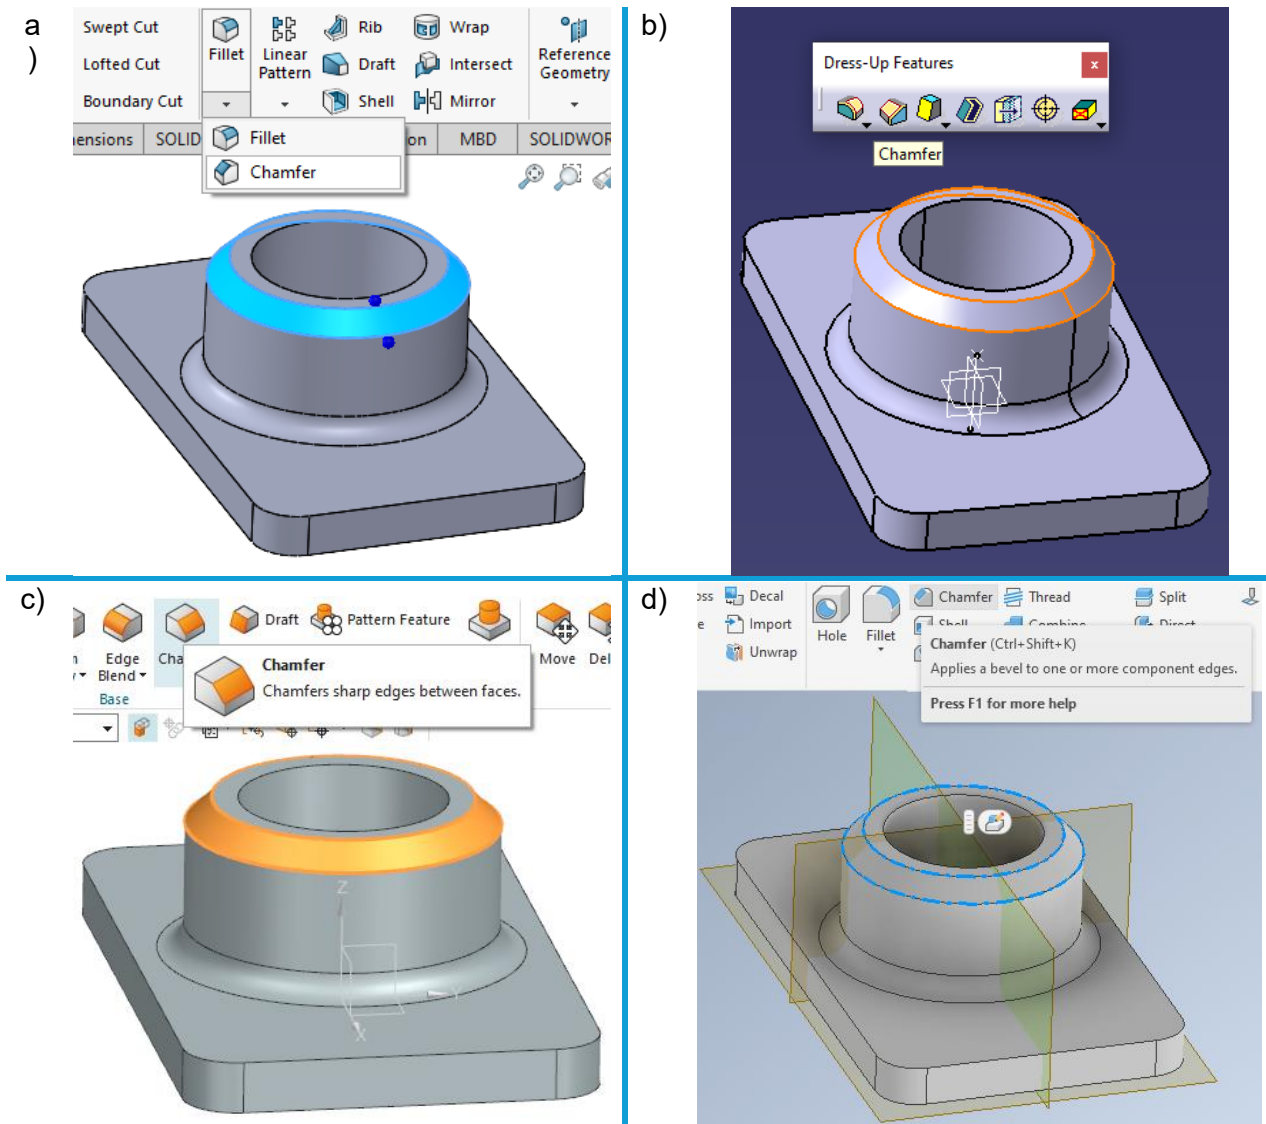 a
)
Swept Cut
Lofted Cut
Boundary Cut
Fillet
Linear
Pattern
Rib
Draft
Shell
Wrap
Intersect
Mirror
Reference
Geometry
ensions SOLID on MBD SOLIDWOR
Fillet
Chamfer
b)
Dress-Up Features
x
Chamfer
c)
Edge
Blend
Cha
Draft
Pattern Feature
Move
Del
Base
Chamfer
Chamfers sharp edges between faces.
Z
Y
X
d)
oss
Decal
Import
Unwrap
Hole
Fillet
Chamfer
Shell
Thread
Combine
Split
Direct
Chamfer (Ctrl+Shift+K)
Applies a bevel to one or more component edges.
Press F1 for more help